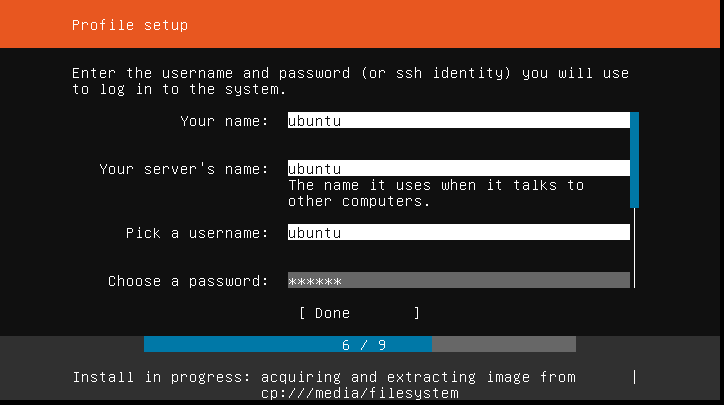 Profile setup
Enter the username and password (or ssh identity) you will use
to log in to the system.
Your name: ubuntu
Your server's name: ubuntu
The name it uses when it talks to
other computers.
Pick a username: ubuntu
Choose a password: ******
[ Done ]
6 / 9
Install in progress: acquiring and extracting image from |
cp:///media/filesystem